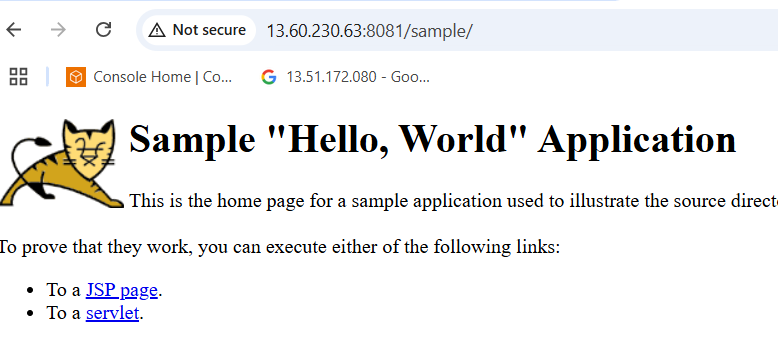 Not secure 13.60.230.63:8081/sample/
Console Home | Co... 13.51.172.080 - Goo...
Sample "Hello, World" Application
This is the home page for a sample application used to illustrate the source direct
To prove that they work, you can execute either of the following links:
• To a JSP page.
• To a servlet.